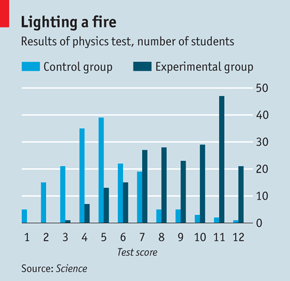 Lighting a fire
Results of physics test, number of students
Control group Experimental group
50
40
30
20
10
0
1 2 3 4 5 6 7 8 9 10 11 12
Test score
Source: Science